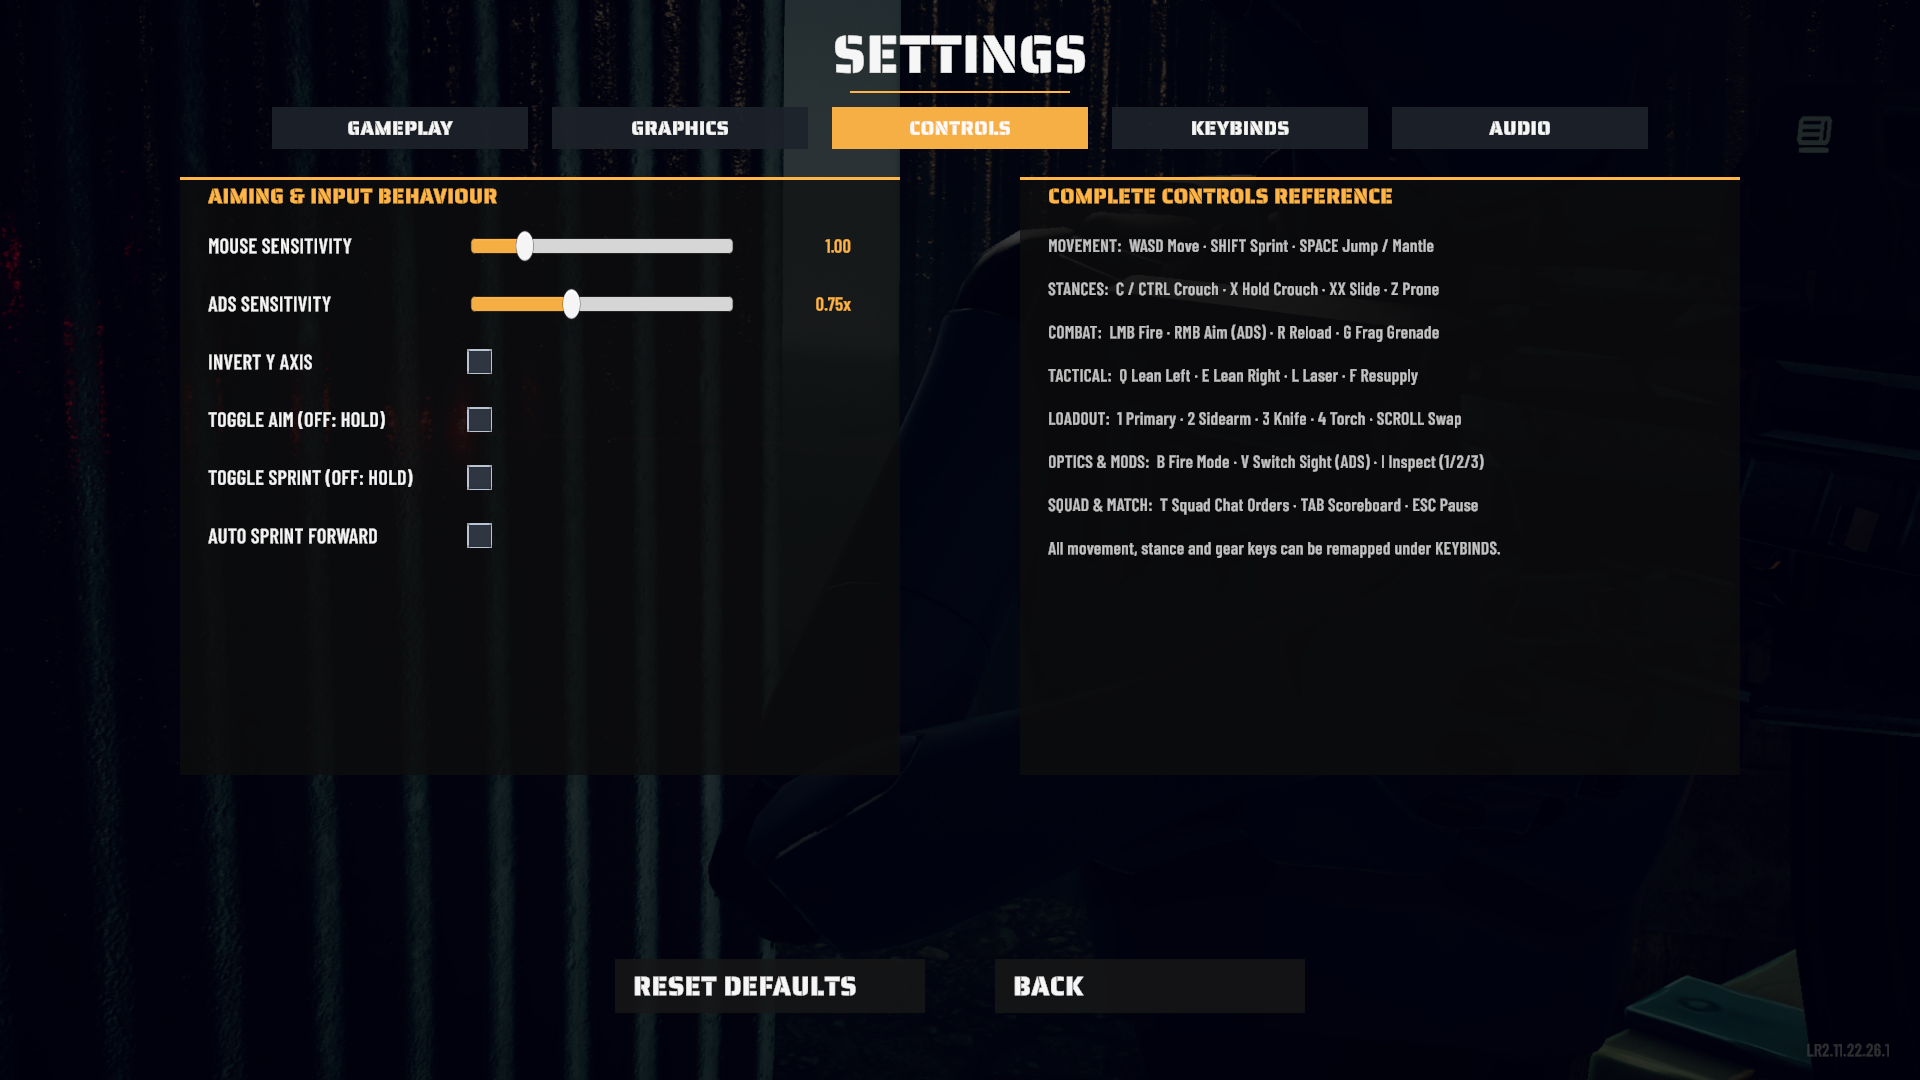 SETTINGS
GAMEPLAY
GRAPHICS
CONTROLS
KEYBINDS
AUDIO
AIMING & INPUT BEHAVIOUR
MOUSE SENSITIVITY 1.00
ADS SENSITIVITY 0.75x
INVERT Y AXIS
TOGGLE AIM (OFF: HOLD)
TOGGLE SPRINT (OFF: HOLD)
AUTO SPRINT FORWARD
COMPLETE CONTROLS REFERENCE
MOVEMENT: WASD Move · SHIFT Sprint · SPACE Jump / Mantle
STANCES: C / CTRL Crouch · X Hold Crouch · XX Slide · Z Prone
COMBAT: LMB Fire · RMB Aim (ADS) · R Reload · G Frag Grenade
TACTICAL: Q Lean Left · E Lean Right · L Laser · F Resupply
LOADOUT: 1 Primary · 2 Sidearm · 3 Knife · 4 Torch · SCROLL Swap
OPTICS & MODS: B Fire Mode · V Switch Sight (ADS) · I Inspect (1/2/3)
SQUAD & MATCH: T Squad Chat Orders · TAB Scoreboard · ESC Pause
All movement, stance and gear keys can be remapped under KEYBINDS.
RESET DEFAULTS
BACK
LR2.11.22.26.1